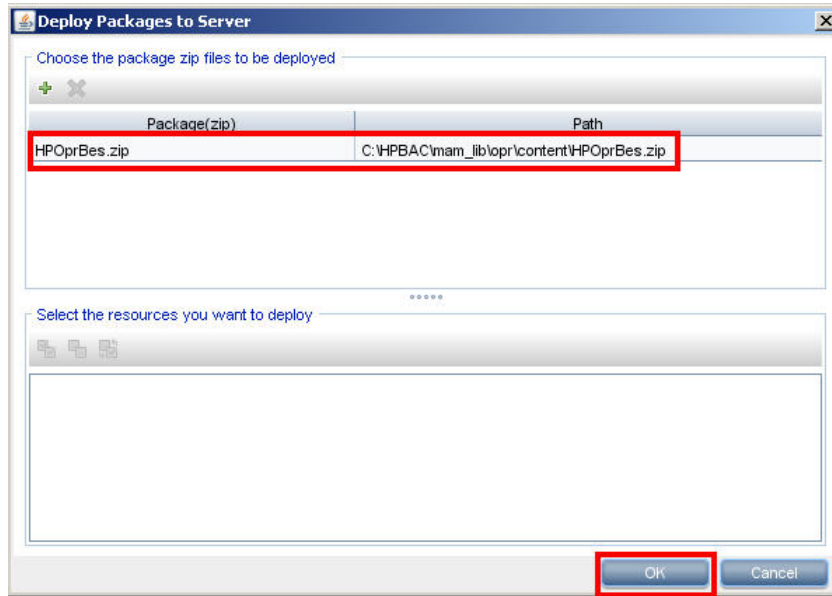 Deploy Packages to Server
Choose the package zip files to be deployed
Package(zip) Path
HPOprBes.zip C:\HPBAC\mam_lib\opr\content\HPOprBes.zip
Select the resources you want to deploy
OK Cancel